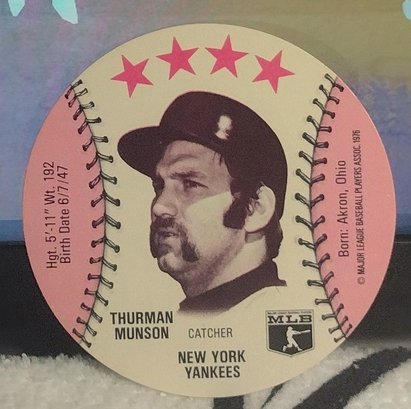 Hgt. 5'-11" Wt. 192
Birth Date 6/7/47
THURMAN
MUNSON
CATCHER
NEW YORK
YANKEES
MLB
Born: Akron, Ohio
© MAJOR LEAGUE BASEBALL PLAYERS ASSOC. 1976